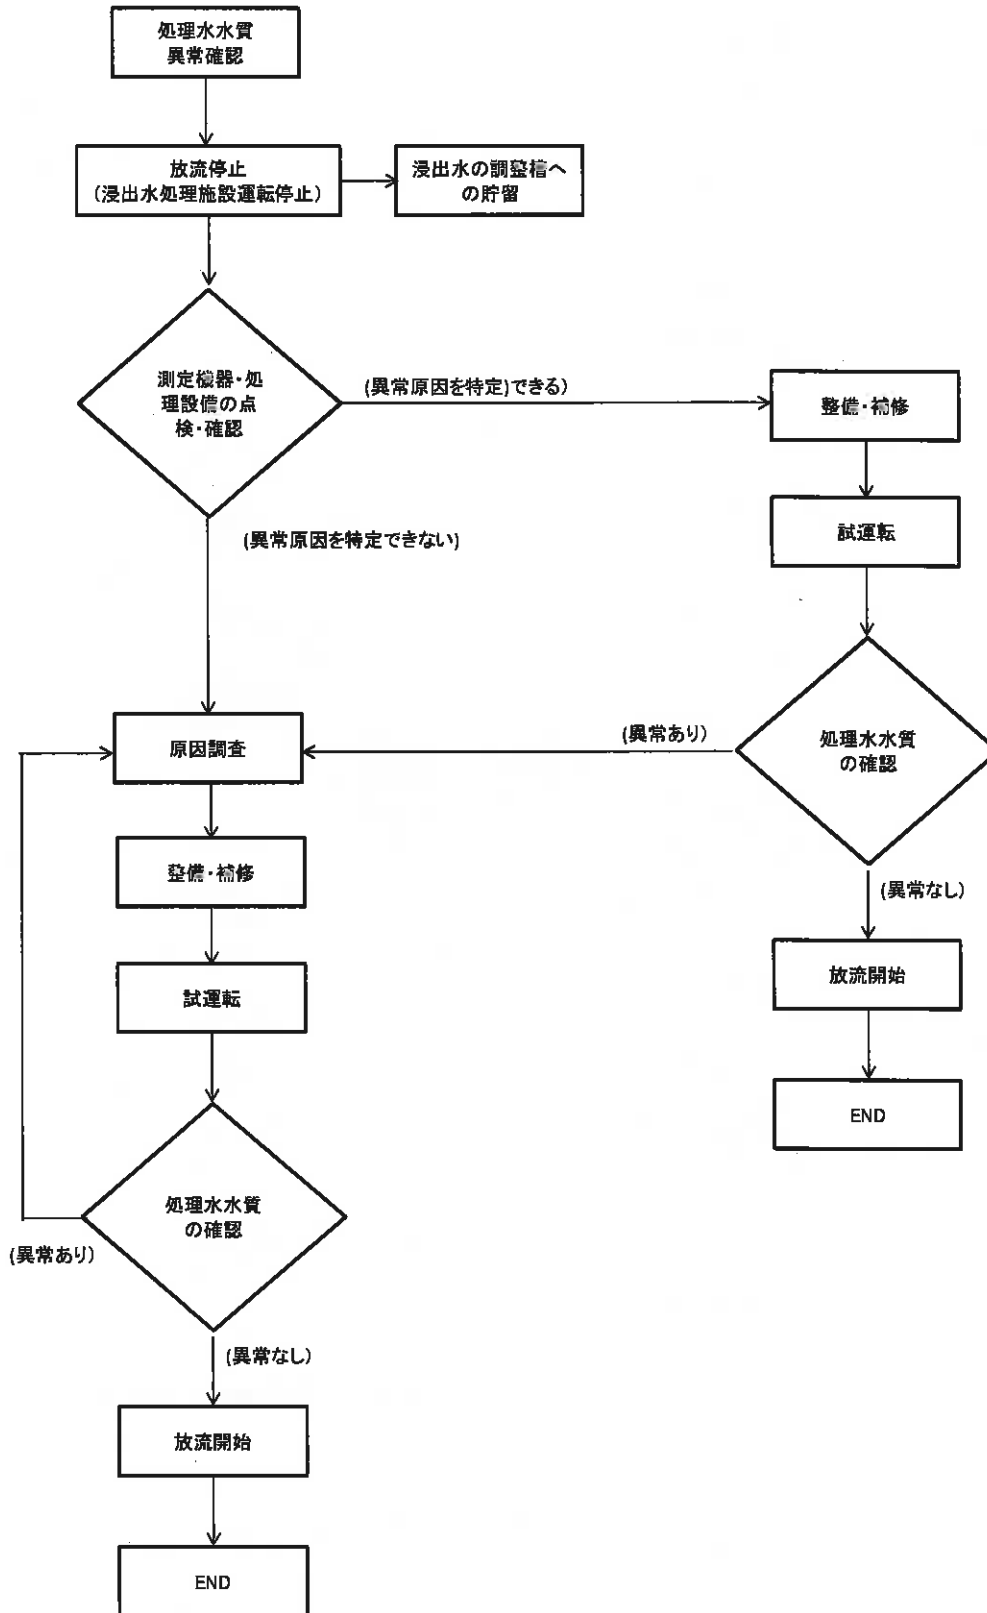 処理水水質
異常確認
放流停止
(浸出水処理施設運転停止)
浸出水の調整槽へ
の貯留
測定機器・処
理設備の点
検・確認
(異常原因を特定)できる)
整備・補修
試運転
(異常原因を特定できない)
処理水水質
の確認
(異常あり)
原因調査
整備・補修
(異常なし)
放流開始
試運転
END
処理水水質
の確認
(異常あり)
(異常なし)
放流開始
END